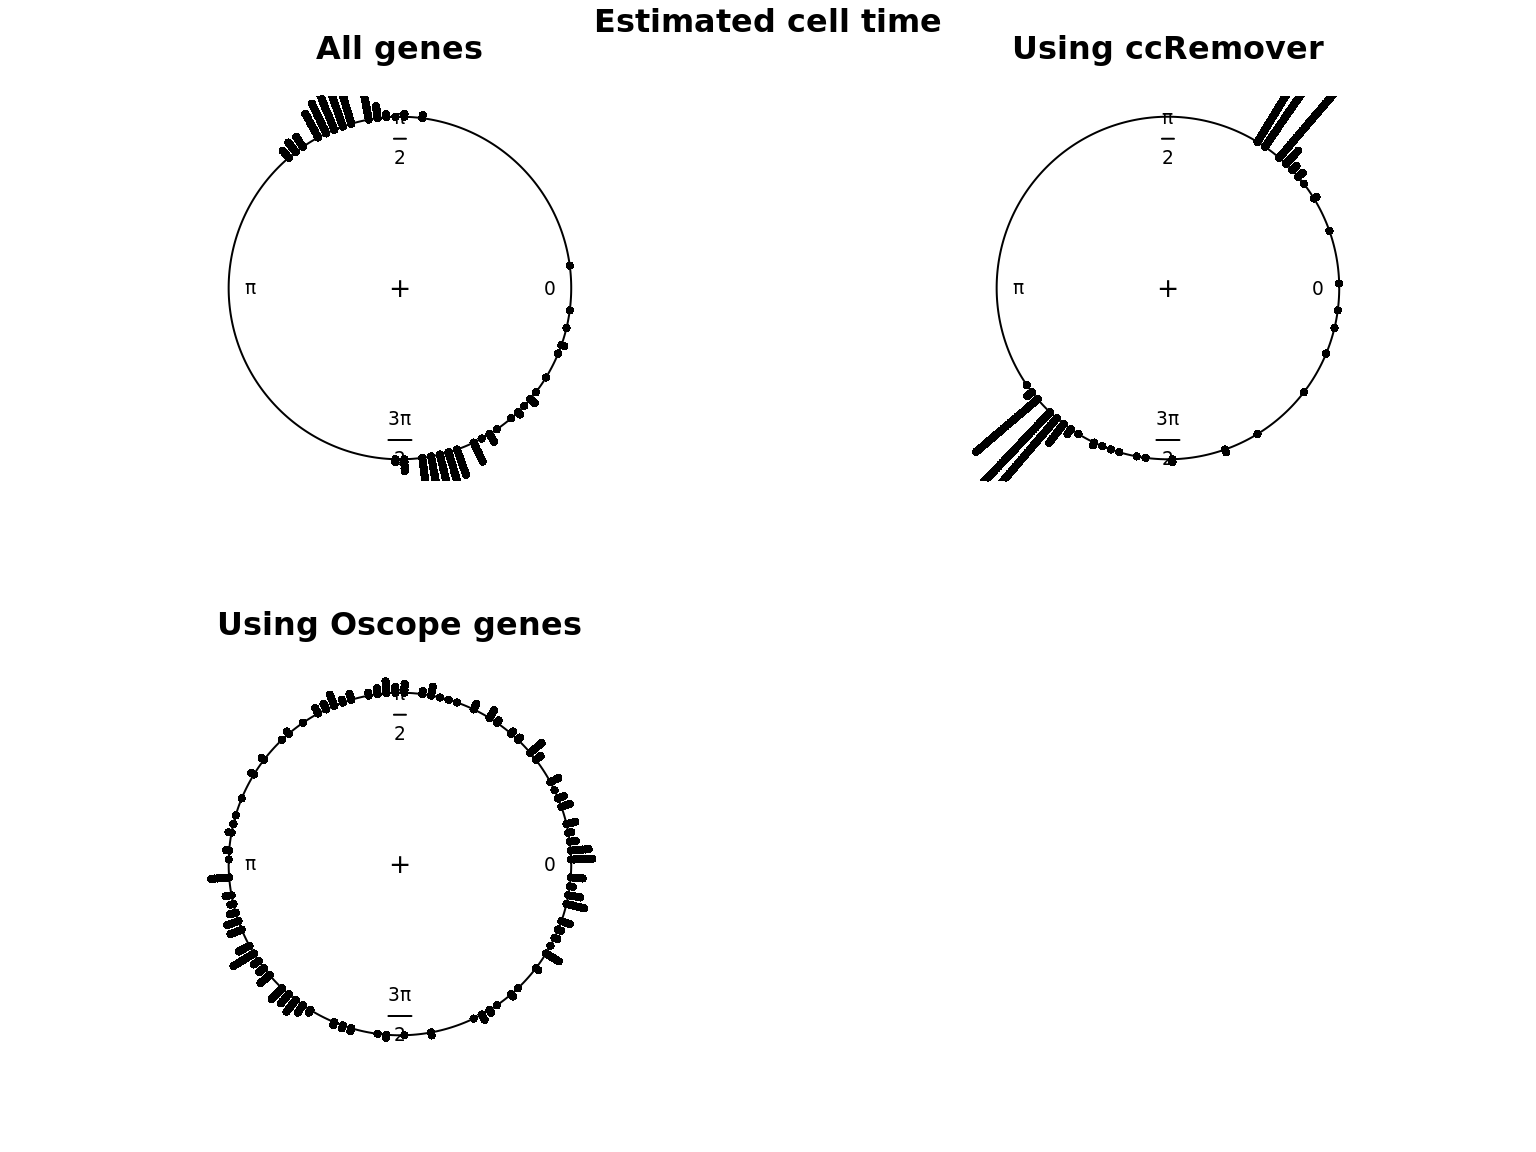 Estimated cell time
All genes
π
2
π
+
0
3π
2
Using ccRemover
π
2
π
+
0
3π
2
Using Oscope genes
π
2
π
+
0
3π
2